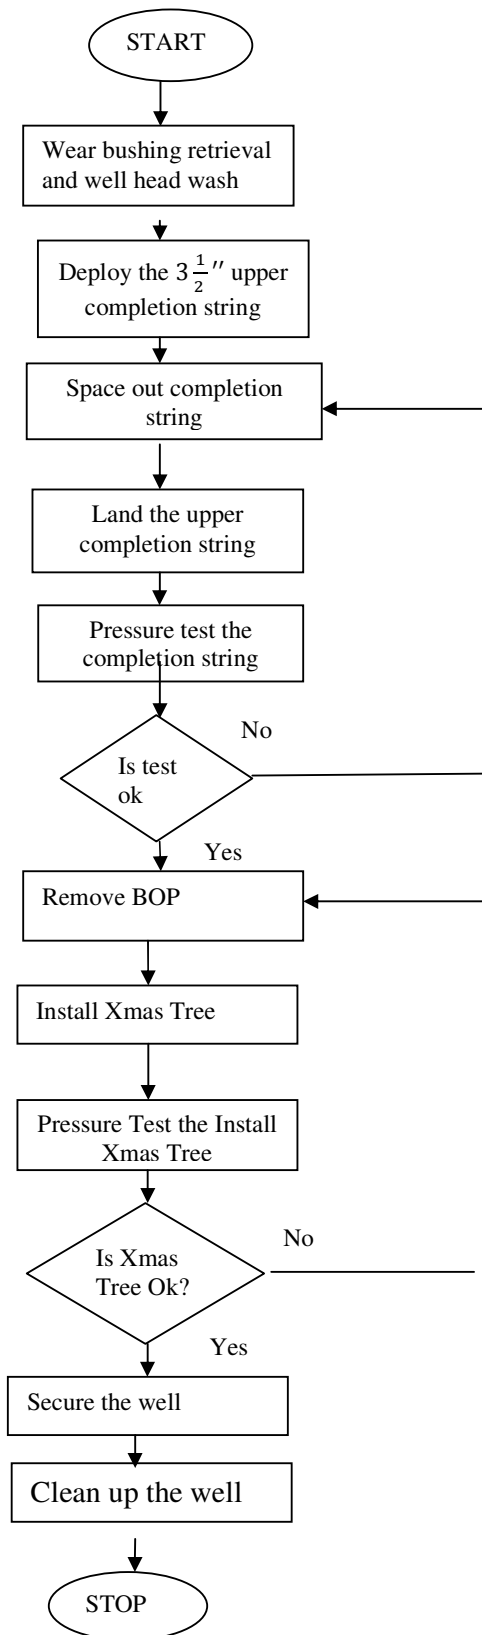 START
Wear bushing retrieval
and well head wash
Deploy the 3 1/2 ″ upper
completion string
Space out completion
string
Land the upper
completion string
Pressure test the
completion string
No
Is test
ok
Yes
Remove BOP
Install Xmas Tree
Pressure Test the Install
Xmas Tree
No
Is Xmas
Tree Ok?
Yes
Secure the well
Clean up the well
STOP